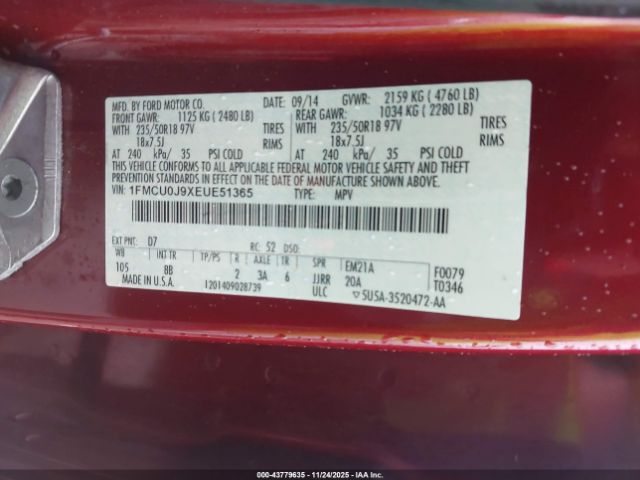 MFD. BY FORD MOTOR CO. DATE: 09/14 GVWR: 2159 KG ( 4760 LB)
FRONT GAWR: 1125 KG ( 2480 LB) REAR GAWR: 1034 KG ( 2280 LB)
WITH 235/50R18 97V TIRES WITH 235/50R18 97V TIRES
18x7.5J RIMS 18x7.5J RIMS
AT 240 kPa/ 35 PSI COLD AT 240 kPa/ 35 PSI COLD
THIS VEHICLE CONFORMS TO ALL APPLICABLE FEDERAL MOTOR VEHICLE SAFETY AND THEFT
PREVENTION STANDARDS IN EFFECT ON THE DATE OF MANUFACTURE SHOWN ABOVE.
VIN: 1FMCU0J9XEUE51365 TYPE: MPV
EXT PNT: D7 RC: 52 DSO:
WB INT TR TP/PS R AXLE TR SPR EM21A F0079
105 8B 2 3A 6 JJRR 20A T0346
MADE IN U.S.A. 1201409028739 ULC 5U5A-3520472-AA
000-43779635 - 11/24/2025 - IAAI